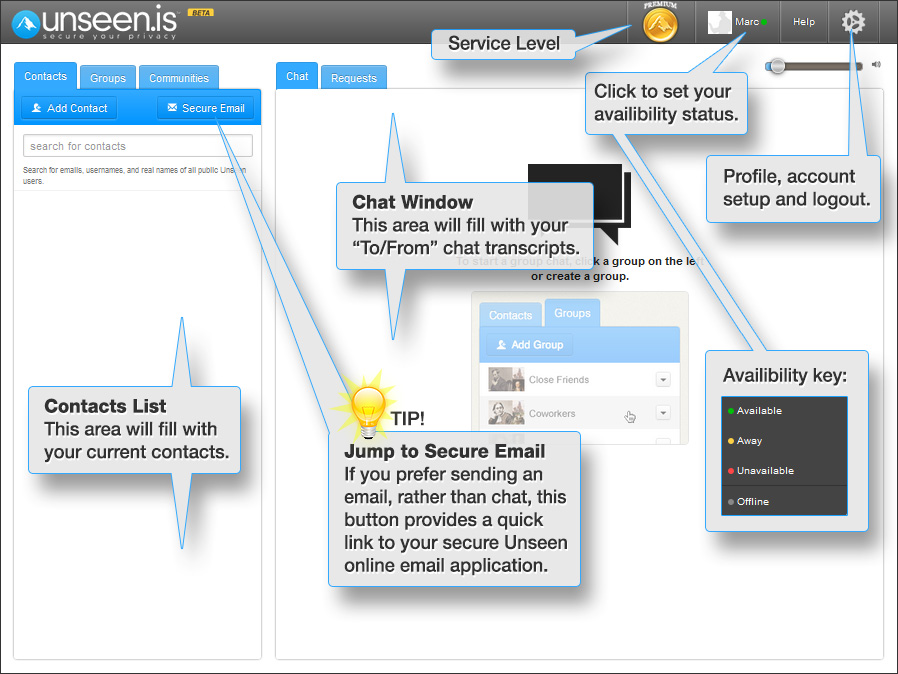 unseen.is BETA
secure your privacy
PREMIUM
Marc
Help
Service Level
Contacts
Groups
Communities
Chat
Requests
Add Contact
Secure Email
search for contacts
Search for emails, usernames, and real names of all public Unseen
users.
Click to set your
availibility status.
Profile, account
setup and logout.
Chat Window
This area will fill with your
“To/From” chat transcripts.
To start a group chat, click a group on the left
or create a group.
Contacts
Groups
Add Group
Close Friends
Coworkers
Contacts List
This area will fill with
your current contacts.
TIP!
Jump to Secure Email
If you prefer sending an
email, rather than chat, this
button provides a quick
link to your secure Unseen
online email application.
Availibility key:
Available
Away
Unavailable
Offline